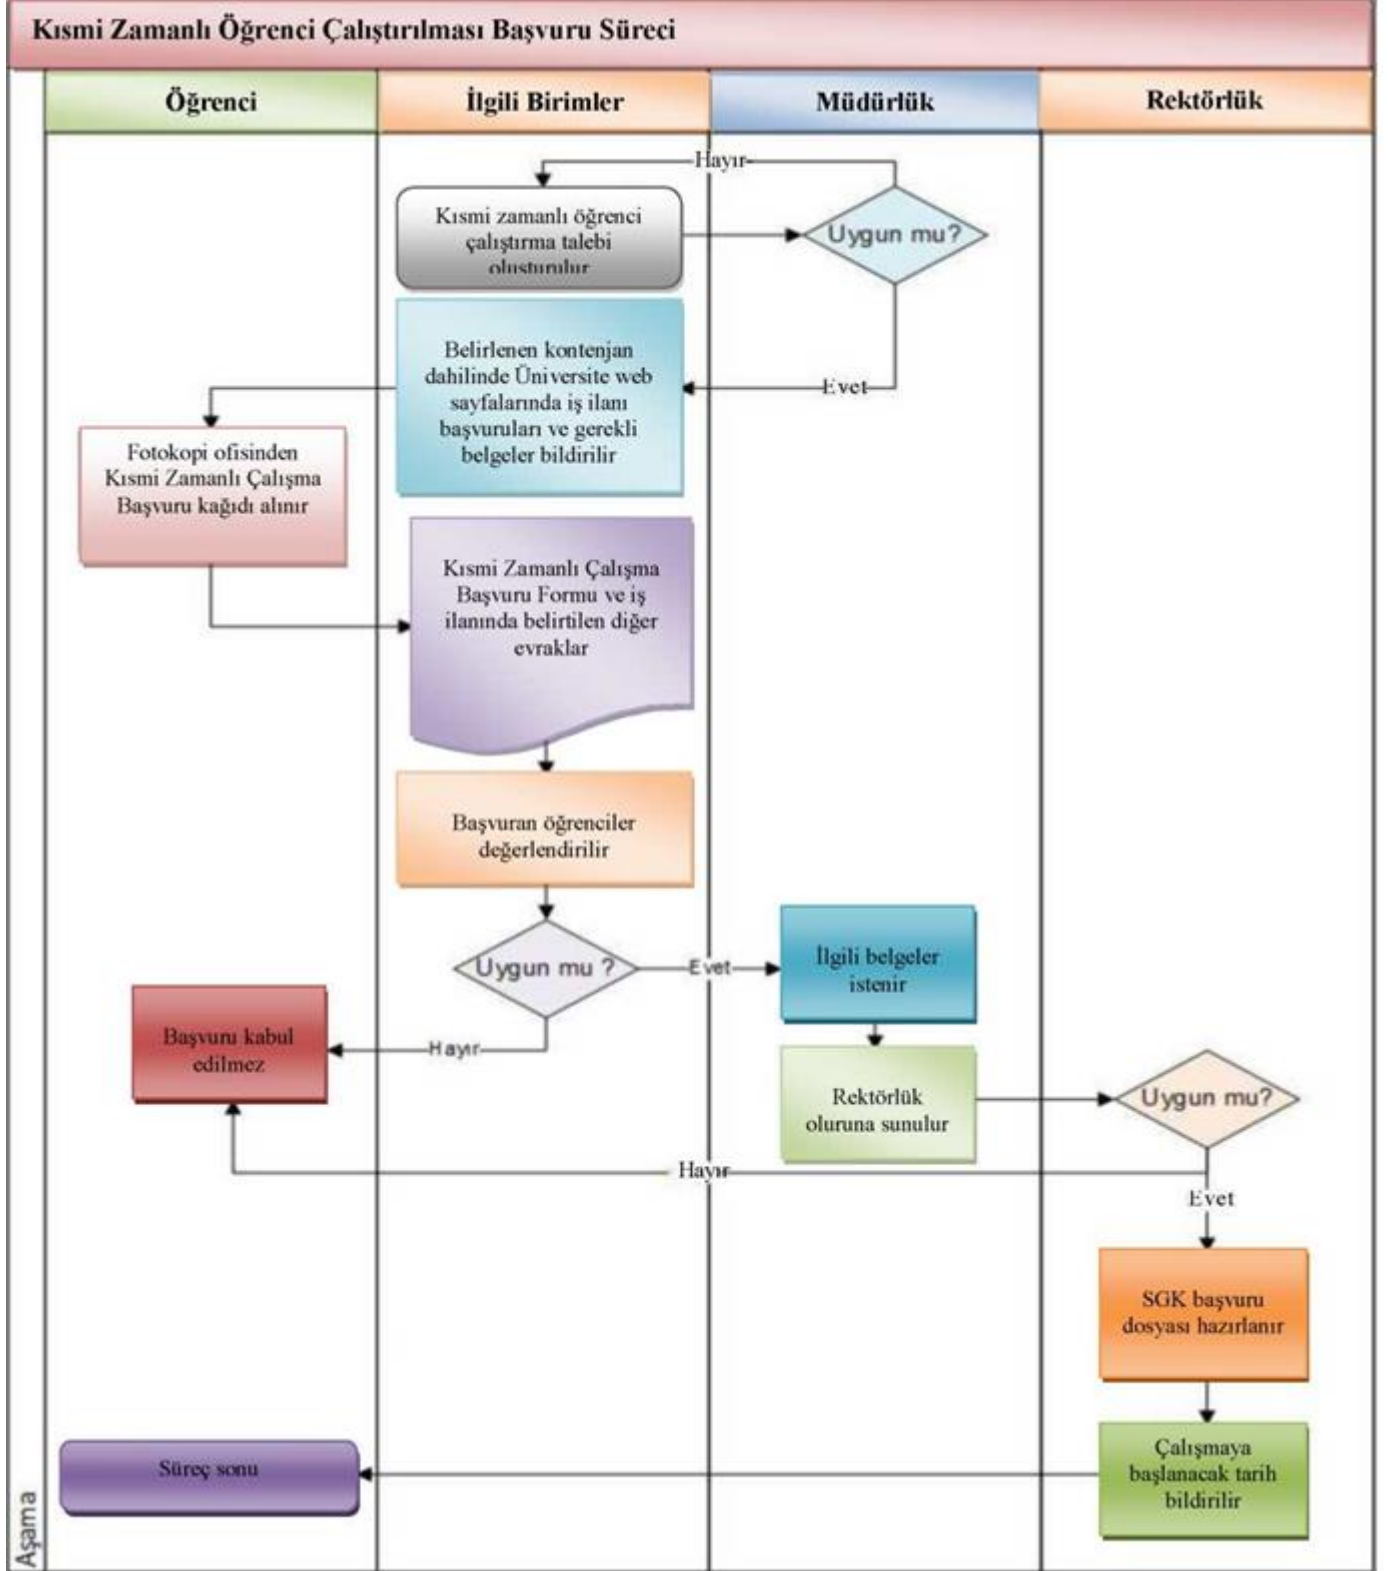 Kısmi Zamanlı Öğrenci Çalıştırılması Başvuru Süreci
Öğrenci
İlgili Birimler
Müdürlük
Rektörlük
Hayır
Kısmi zamanlı öğrenci
çalıştırma talebi
oluşturulur
Uygun mu?
Evet
Belirlenen kontenjan
dahilinde Üniversite web
sayfalarında iş ilanı
başvuruları ve gerekli
belgeler bildirilir
Fotokopi ofisinden
Kısmi Zamanlı Çalışma
Başvuru kağıdı alınır
Kısmi Zamanlı Çalışma
Başvuru Formu ve iş
ilanında belirtilen diğer
evraklar
Başvuran öğrenciler
değerlendirilir
Uygun mu ?
Evet
İlgili belgeler
istenir
Hayır
Başvuru kabul
edilmez
Rektörlük
oluruna sunulur
Uygun mu?
Hayır
Evet
SGK başvuru
dosyası hazırlanır
Çalışmaya
başlanacak tarih
bildirilir
Süreç sonu
Aşama